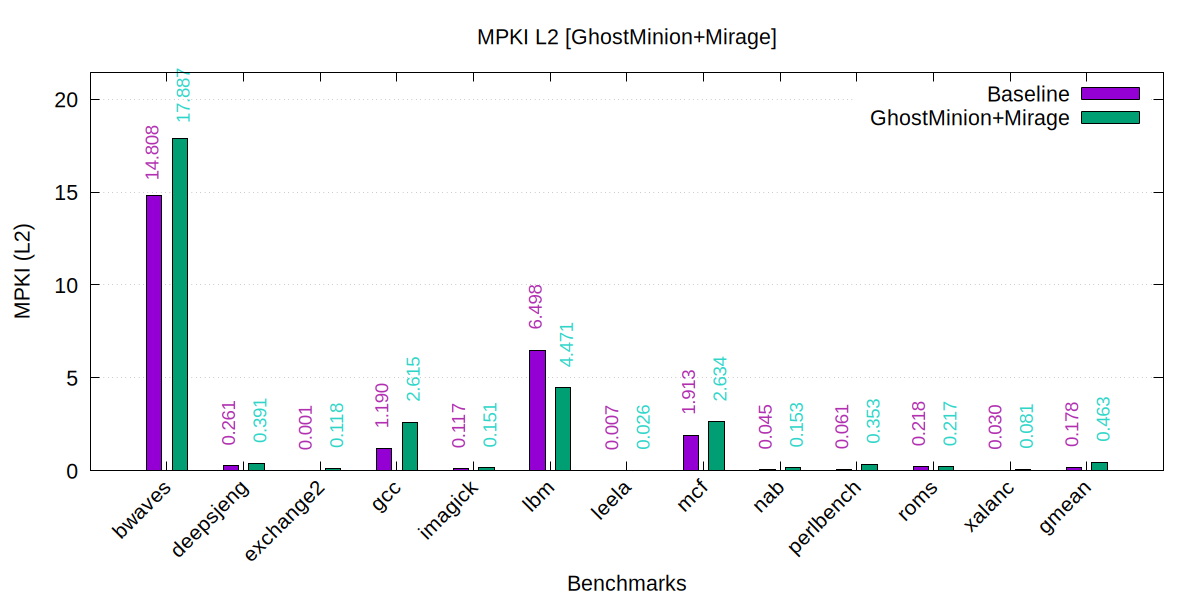 MPKI L2 [GhostMinion+Mirage]
Baseline
GhostMinion+Mirage
MPKI (L2)
20
15
10
5
0
14.808
17.887
0.261
0.391
0.001
0.118
1.190
2.615
0.117
0.151
6.498
4.471
0.007
0.026
1.913
2.634
0.045
0.153
0.061
0.353
0.218
0.217
0.030
0.081
0.178
0.463
bwaves
deepsjeng
exchange2
gcc
imagick
lbm
leela
mcf
nab
perlbench
roms
xalanc
gmean
Benchmarks